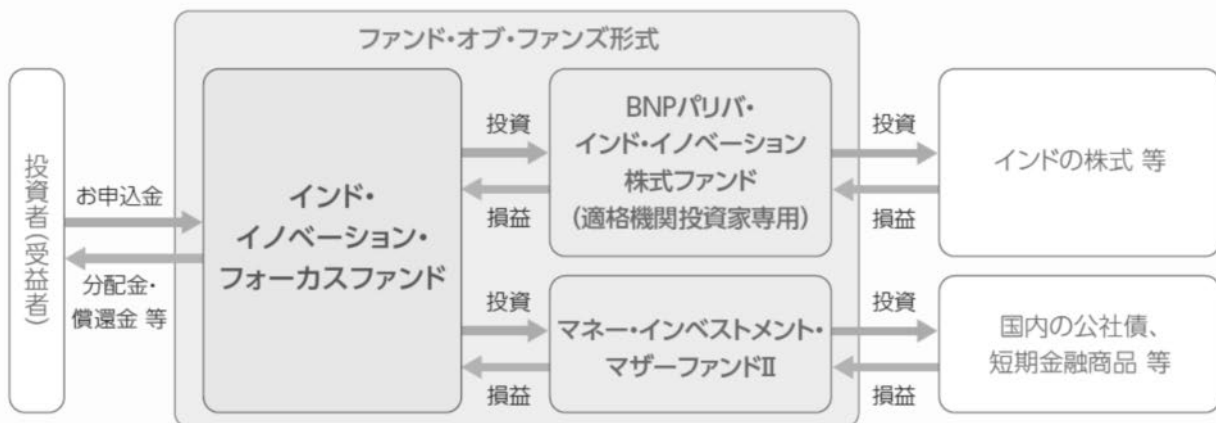 ファンド・オブ・ファンズ形式
投資者(受益者)
お申込金
分配金・
償還金 等
インド・
イノベーション・
フォーカスファンド
投資
損益
BNPパリバ・
インド・イノベーション
株式ファンド
(適格機関投資家専用)
投資
損益
インドの株式 等
投資
損益
マネー・インベストメント・
マザーファンドⅡ
投資
損益
国内の公社債、
短期金融商品 等